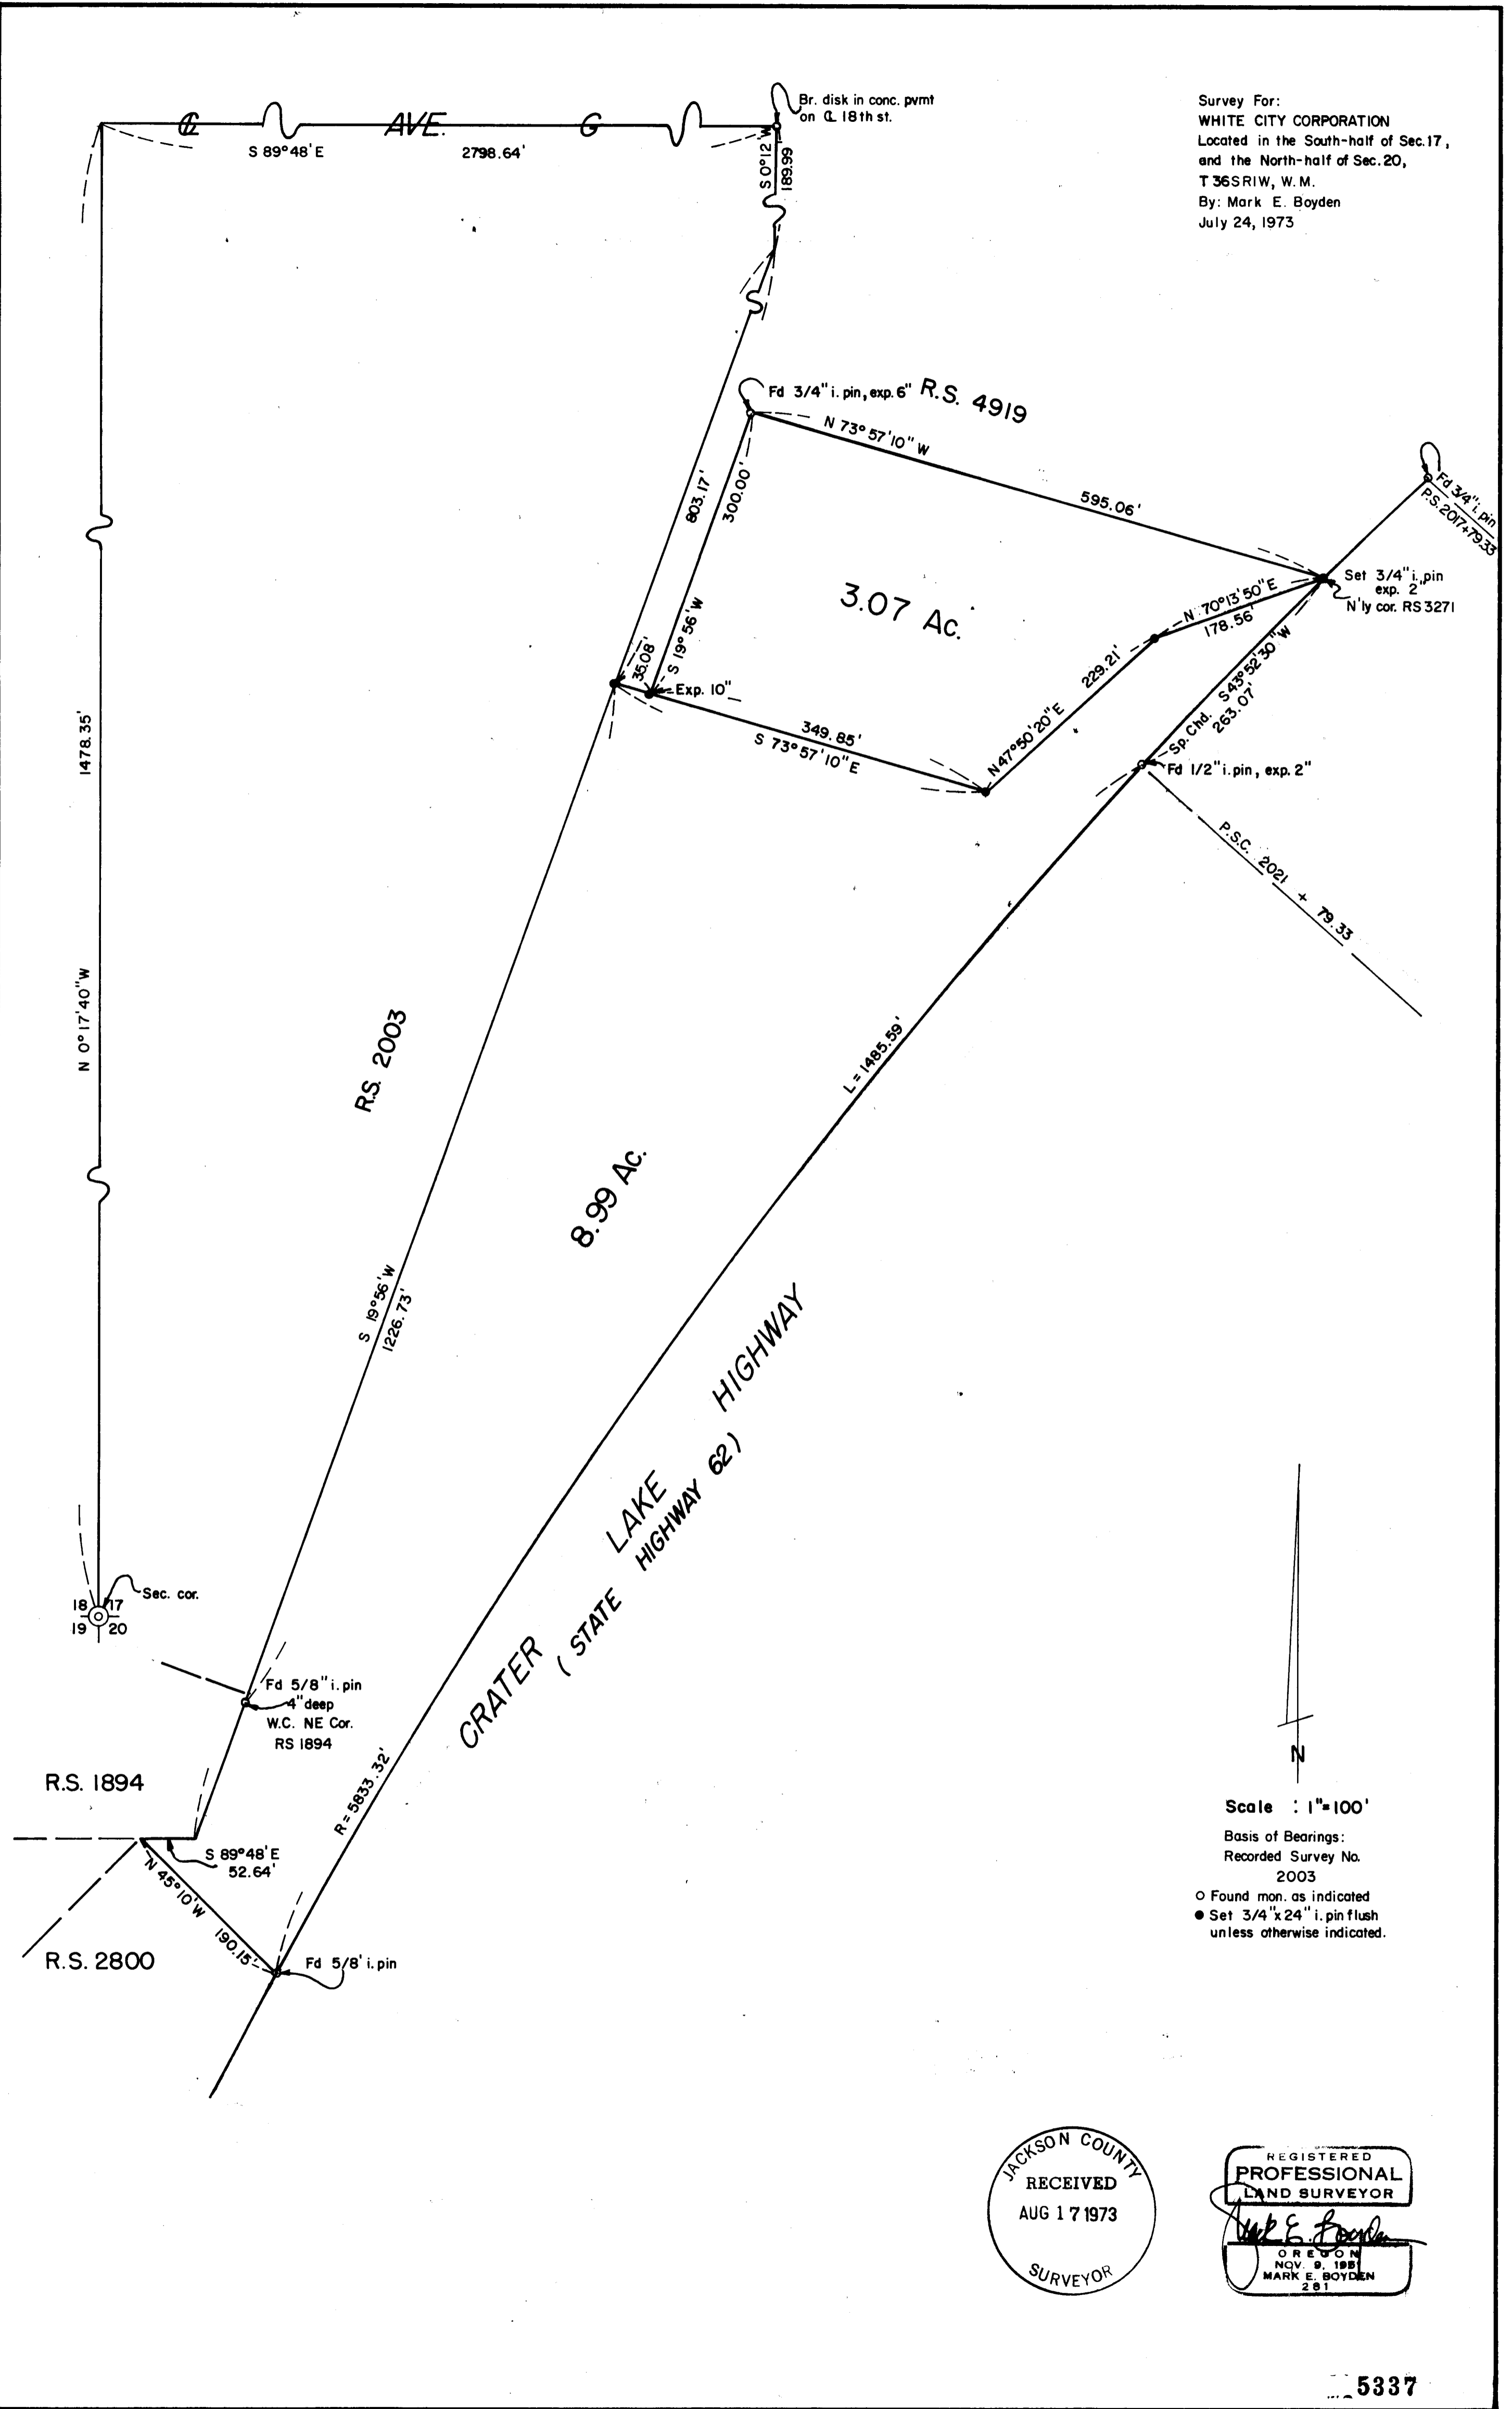 Survey For:
WHITE CITY CORPORATION
Located in the South-half of Sec.17,
and the North-half of Sec.20,
T36SR1W, W.M.
By: Mark E. Boyden
July 24, 1973
Br. disk in conc. pvmt
on ℄ 18th st.
℄ AVE. G
S 89°48'E 2798.64'
S 0°12'W
189.99
Fd 3/4" i. pin, exp. 6"
R.S. 4919
N 73°57'10" W
595.06'
803.17'
300.00'
S 19°56'W
35.08'
Exp. 10"
3.07 Ac.
Fd 3/4" i. pin
P.S. 2017+79.33
Set 3/4" i. pin
exp. 2"
N'ly cor. RS 3271
N 70°13'50"E
178.56'
229.21'
N 47°50'20"E
S 43°52'30"W
Sp. Chd.
263.07'
349.85'
S 73°57'10"E
Fd 1/2" i. pin, exp. 2"
P.S.C. 2021 + 79.33
1478.35'
N 0°17'40"W
R.S. 2003
L = 1485.59'
8.99 Ac.
S 19°56'W
1226.73'
CRATER LAKE HIGHWAY
(STATE HIGHWAY 62)
Sec. cor.
18 17
19 20
Fd 5/8" i. pin
4" deep
W.C. NE Cor.
RS 1894
R.S. 1894
R = 5833.32'
S 89°48'E
52.64'
N 45°10'W
190.15'
R.S. 2800
Fd 5/8' i. pin
N
Scale : 1"=100'
Basis of Bearings:
Recorded Survey No.
2003
○ Found mon. as indicated
● Set 3/4"x 24" i. pin flush
unless otherwise indicated.
JACKSON COUNTY
RECEIVED
AUG 17 1973
SURVEYOR
REGISTERED
PROFESSIONAL
LAND SURVEYOR
Mark E. Boyden
OREGON
NOV. 9, 1951
MARK E. BOYDEN
281
5337